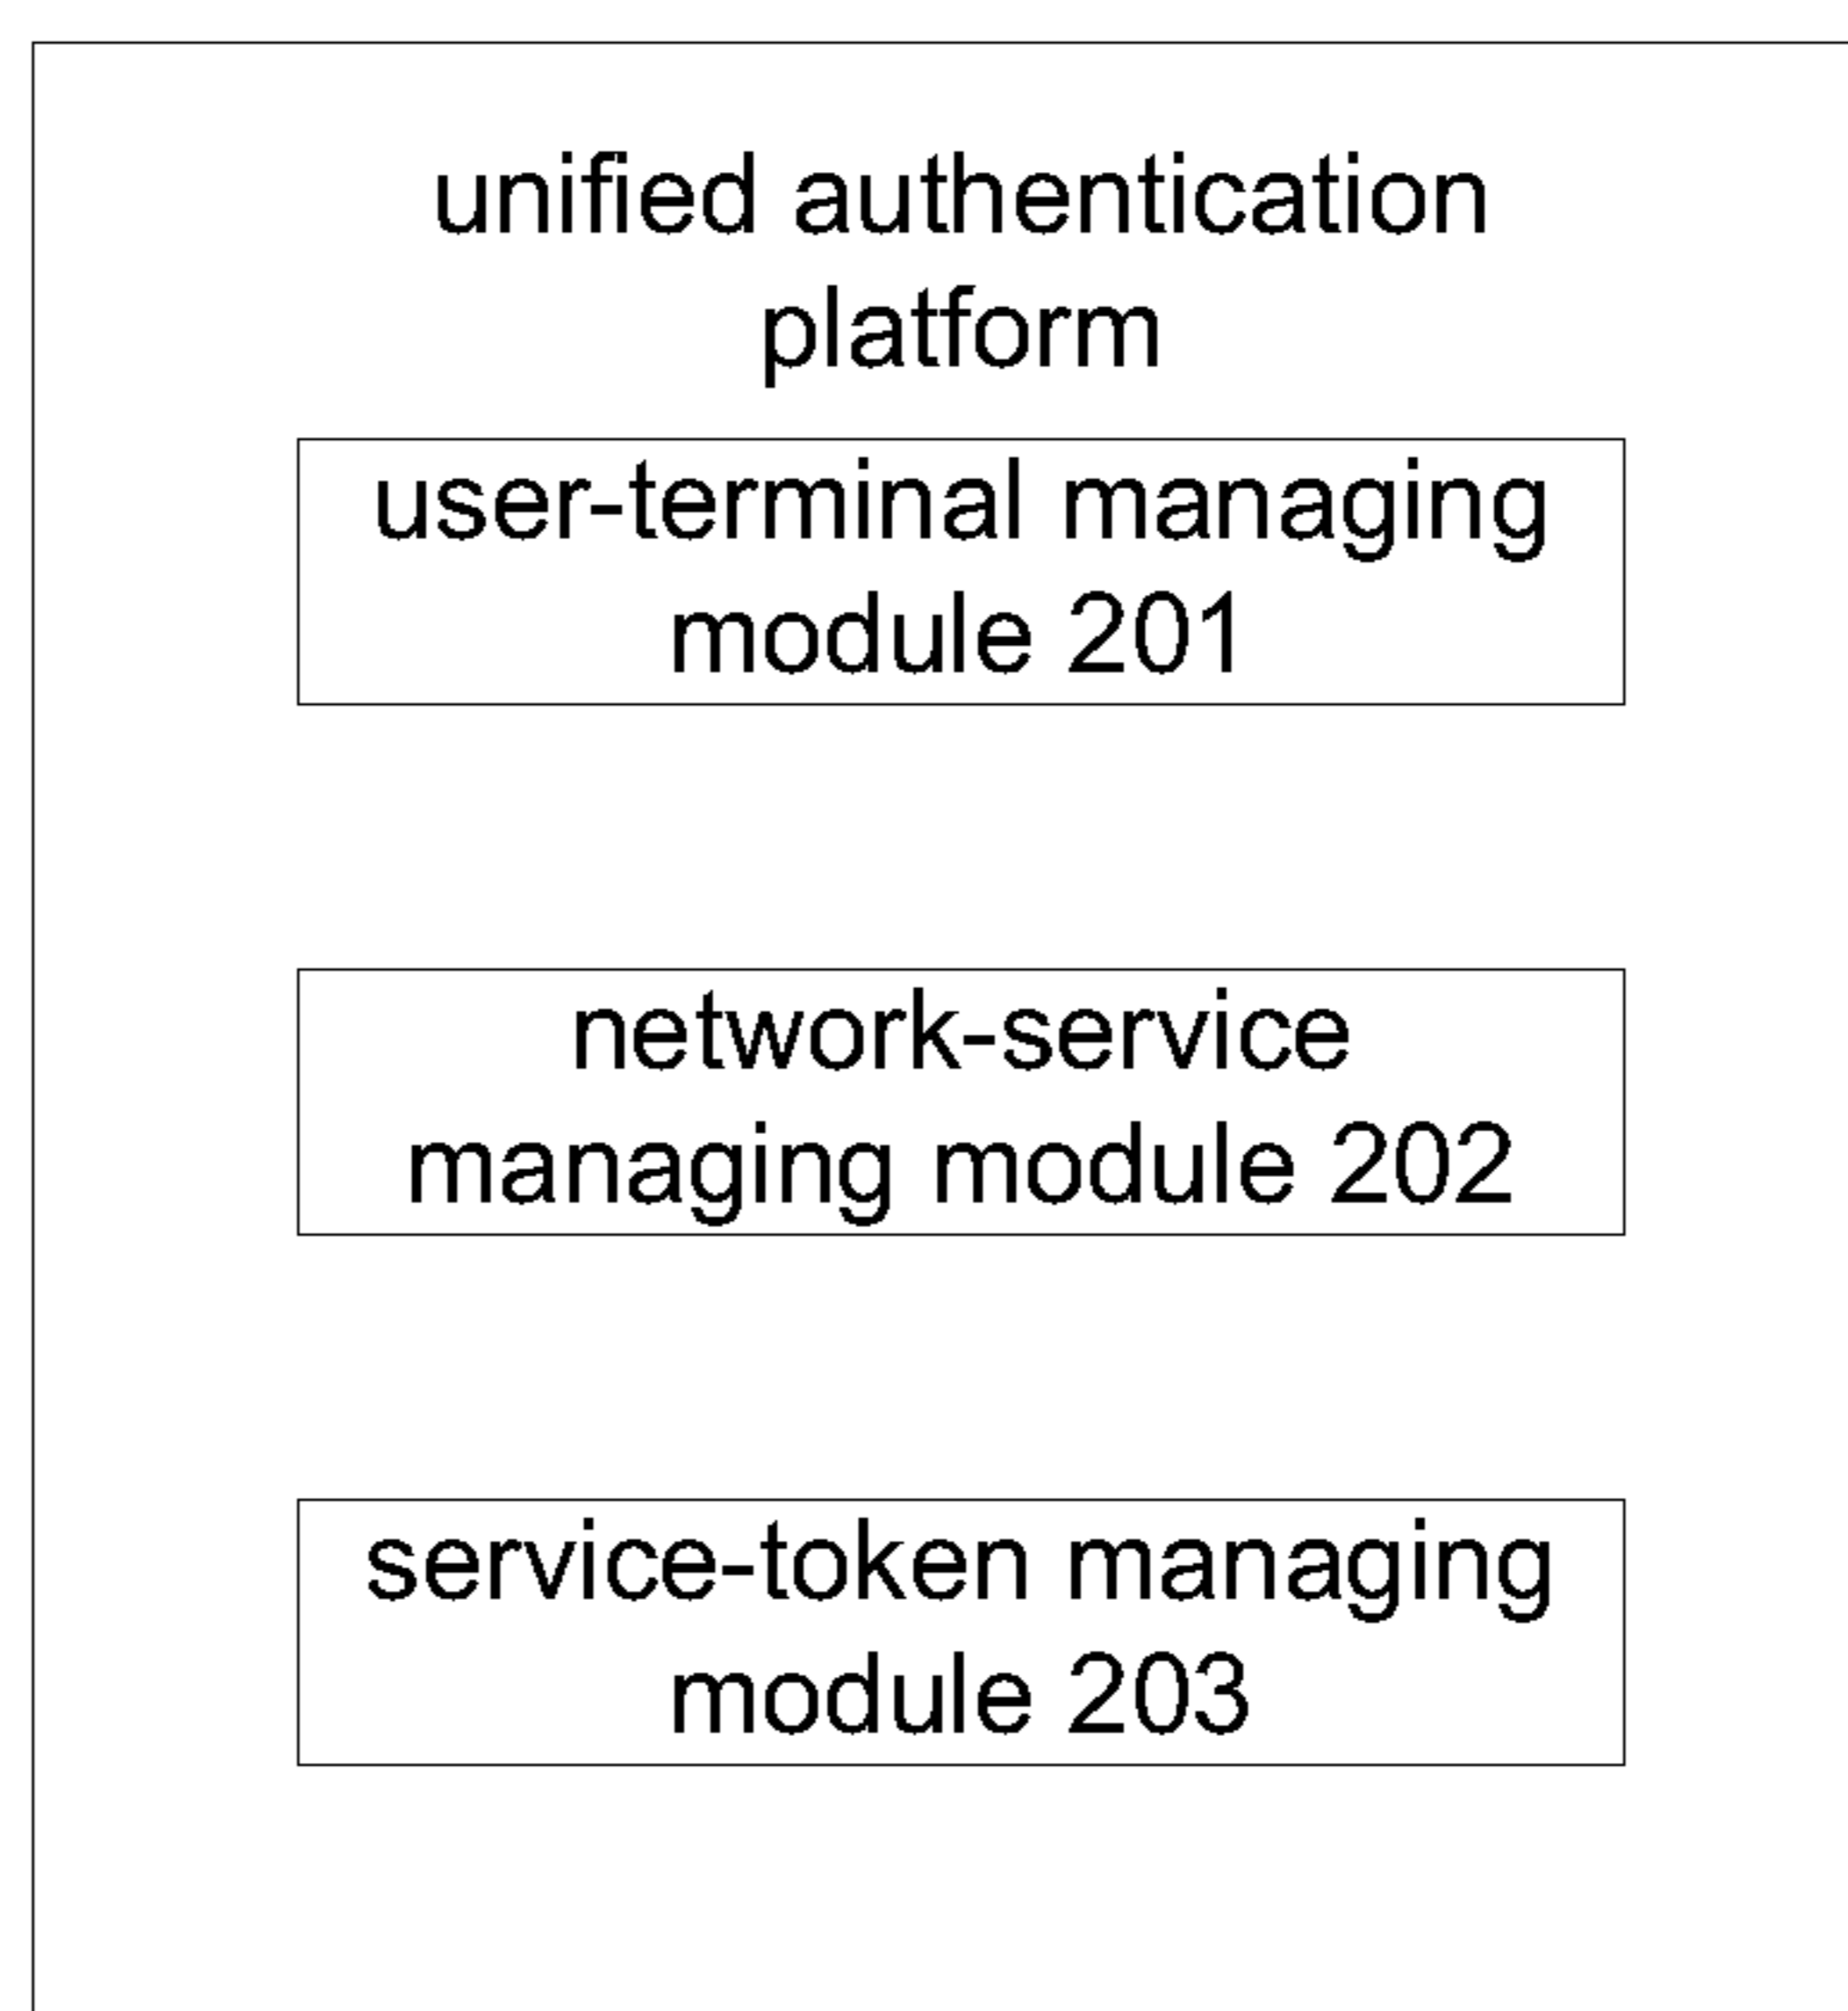 unified authentication
platform
user-terminal managing
module 201
network-service
managing module 202
service-token managing
module 203